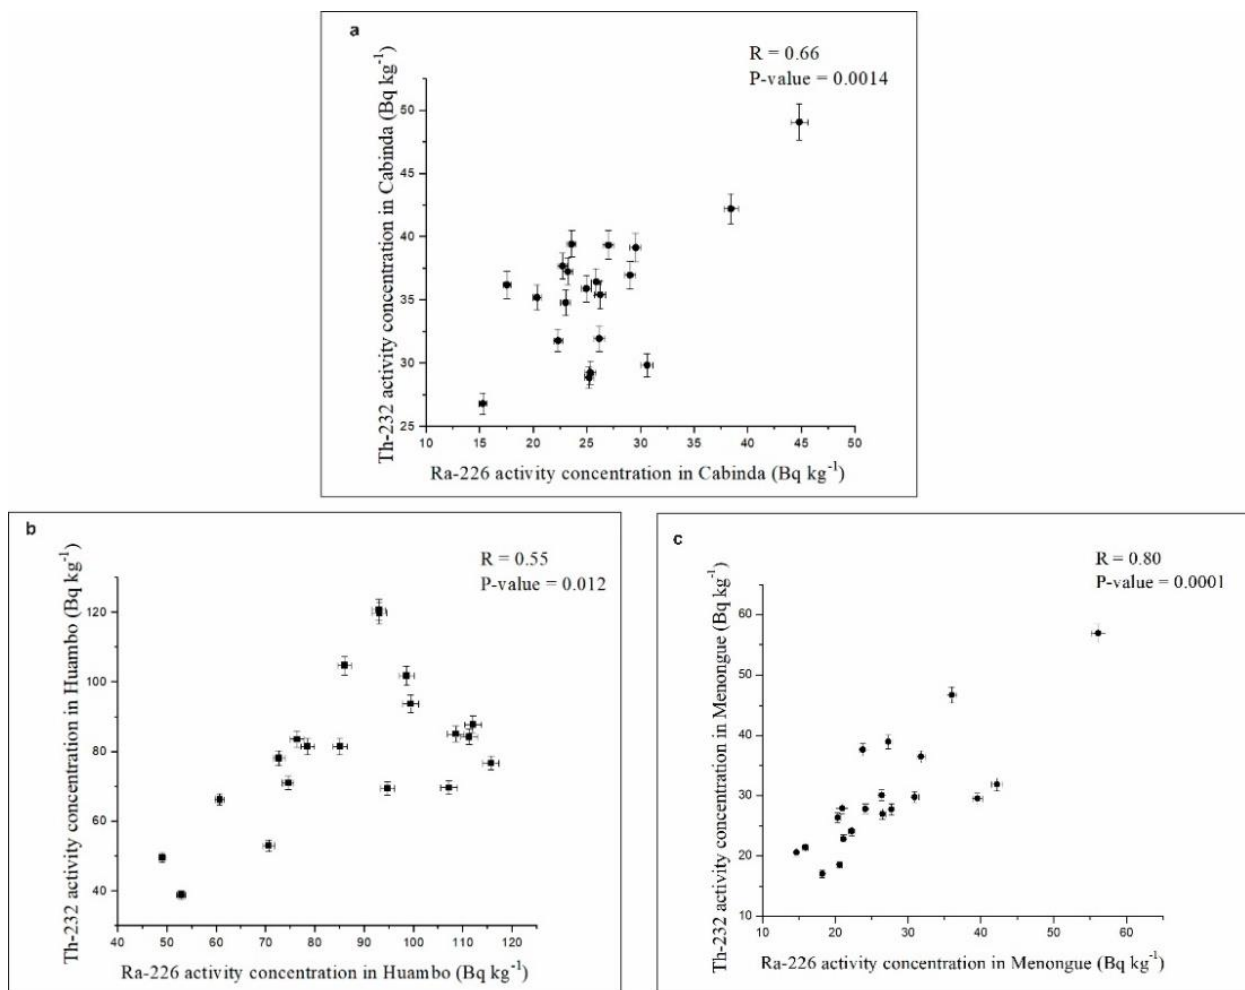 a
R = 0.66
P-value = 0.0014
Th-232 activity concentration in Cabinda (Bq kg⁻¹)
50
45
40
35
30
25
10 15 20 25 30 35 40 45 50
Ra-226 activity concentration in Cabinda (Bq kg⁻¹)
b
R = 0.55
P-value = 0.012
Th-232 activity concentration in Huambo (Bq kg⁻¹)
120
100
80
60
40
40 50 60 70 80 90 100 110 120
Ra-226 activity concentration in Huambo (Bq kg⁻¹)
c
R = 0.80
P-value = 0.0001
Th-232 activity concentration in Menongue (Bq kg⁻¹)
60
50
40
30
20
10
10 20 30 40 50 60
Ra-226 activity concentration in Menongue (Bq kg⁻¹)